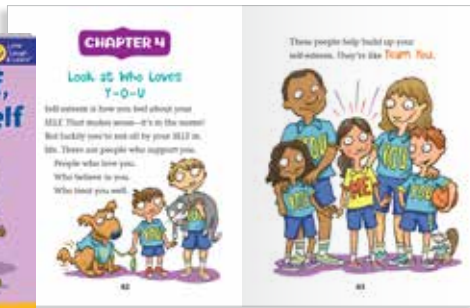 Laugh
& Learn
lf
CHAPTER 4
Look at Who Loves
Y-O-U
Self-esteem is how you feel about your
SELF. That makes sense—it's in the name!
But luckily you're not all by your SELF in
life. There are people who support you.
People who love you.
Who believe in you.
Who treat you well.
62
These people help build up your
self-esteem. They're like Team You.
YOU
YOU
ME
YOU
63